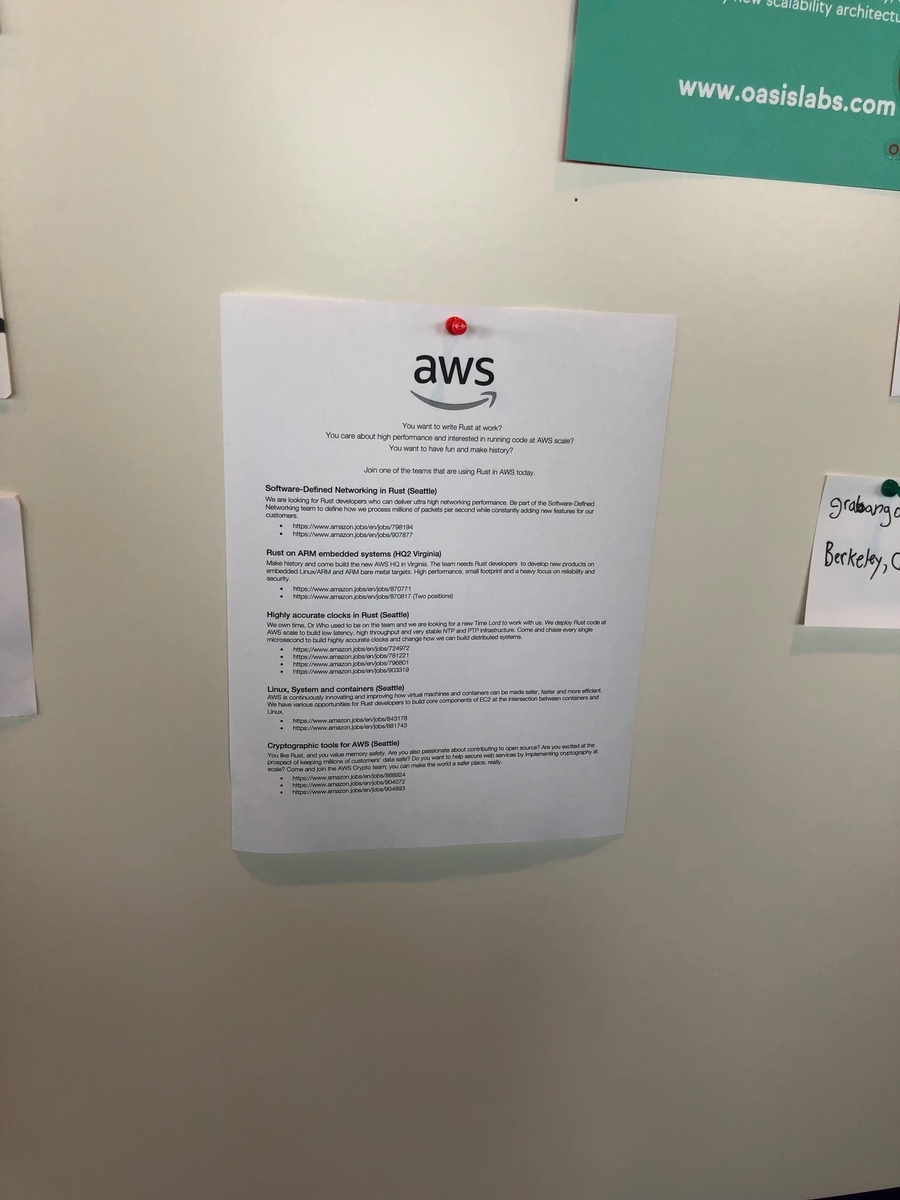 y new scalability architectu
www.oasislabs.com
aws
You want to write Rust at work?
You care about high performance and interested in running code at AWS scale?
You want to have fun and make history?
Join one of the teams that are using Rust in AWS today.
Software-Defined Networking in Rust (Seattle)
We are looking for Rust developers who can deliver ultra high networking performance. Be part of the Software-Defined
Networking team to define how we process millions of packets per second while constantly adding new features for our
customers.
• https://www.amazon.jobs/en/jobs/798194
• https://www.amazon.jobs/en/jobs/907877
Rust on ARM embedded systems (HQ2 Virginia)
Make history and come build the new AWS HQ in Virginia. The team needs Rust developers to develop new products on
embedded Linux/ARM and ARM bare metal targets. High performance, small footprint and a heavy focus on reliability and
security.
• https://www.amazon.jobs/en/jobs/870771
• https://www.amazon.jobs/en/jobs/870817 (Two positions)
Highly accurate clocks in Rust (Seattle)
We own time, Dr Who used to be on the team and we are looking for a new Time Lord to work with us. We deploy Rust code at
AWS scale to build low latency, high throughput and very stable NTP and PTP infrastructure. Come and chase every single
microsecond to build highly accurate clocks and change how we can build distributed systems.
• https://www.amazon.jobs/en/jobs/724972
• https://www.amazon.jobs/en/jobs/781221
• https://www.amazon.jobs/en/jobs/796801
• https://www.amazon.jobs/en/jobs/903319
Linux, System and containers (Seattle)
AWS is continuously innovating and improving how virtual machines and containers can be made safer, faster and more efficient.
We have various opportunities for Rust developers to build core components of EC2 at the intersection between containers and
Linux.
• https://www.amazon.jobs/en/jobs/843178
• https://www.amazon.jobs/en/jobs/881743
Cryptographic tools for AWS (Seattle)
You like Rust, and you value memory safety. Are you also passionate about contributing to open source? Are you excited at the
prospect of keeping millions of customers' data safe? Do you want to help secure web services by implementing cryptography at
scale? Come and join the AWS Crypto team; you can make the world a safer place, really.
• https://www.amazon.jobs/en/jobs/868924
• https://www.amazon.jobs/en/jobs/904072
• https://www.amazon.jobs/en/jobs/904893
grabango
Berkeley, C